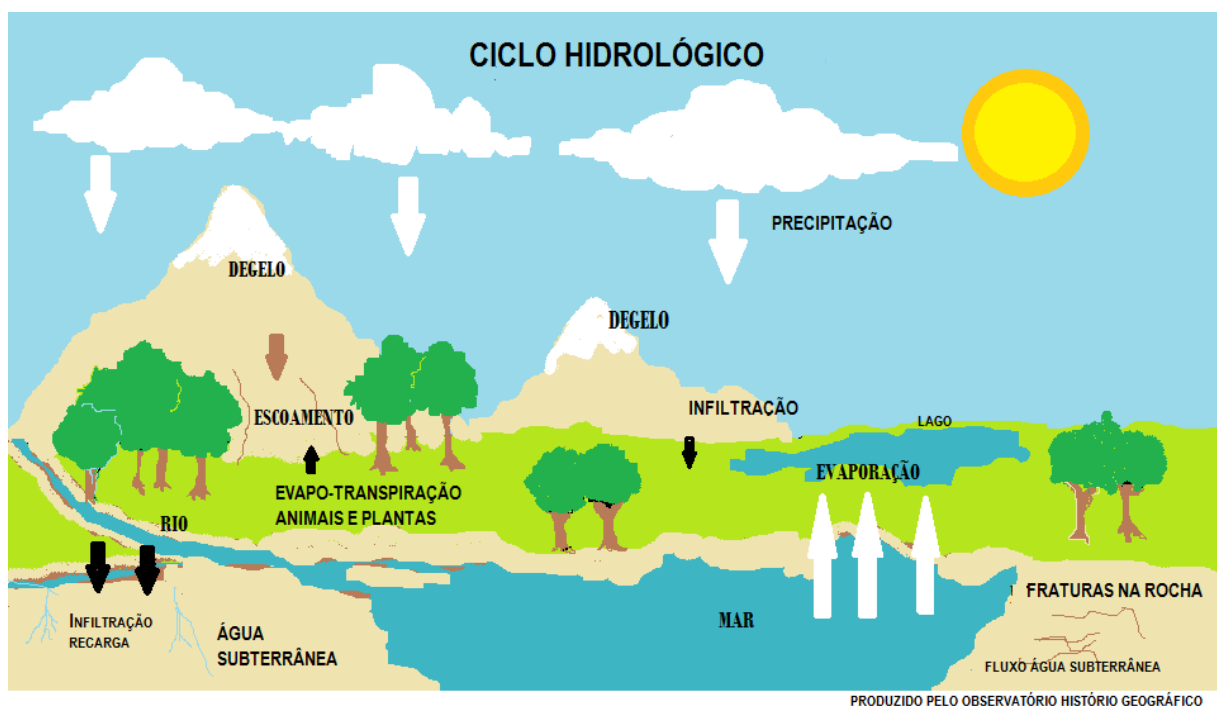 CICLO HIDROLÓGICO
PRECIPITAÇÃO
DEGELO
DEGELO
ESCOAMENTO
INFILTRAÇÃO
LAGO
EVAPORAÇÃO
EVAPO-TRANSPIRAÇÃO
ANIMAIS E PLANTAS
RIO
INFILTRAÇÃO
RECARGA
ÁGUA
SUBTERRÂNEA
MAR
FRATURAS NA ROCHA
FLUXO ÁGUA SUBTERRÂNEA
PRODUZIDO PELO OBSERVATÓRIO HISTÓRIO GEOGRÁFICO